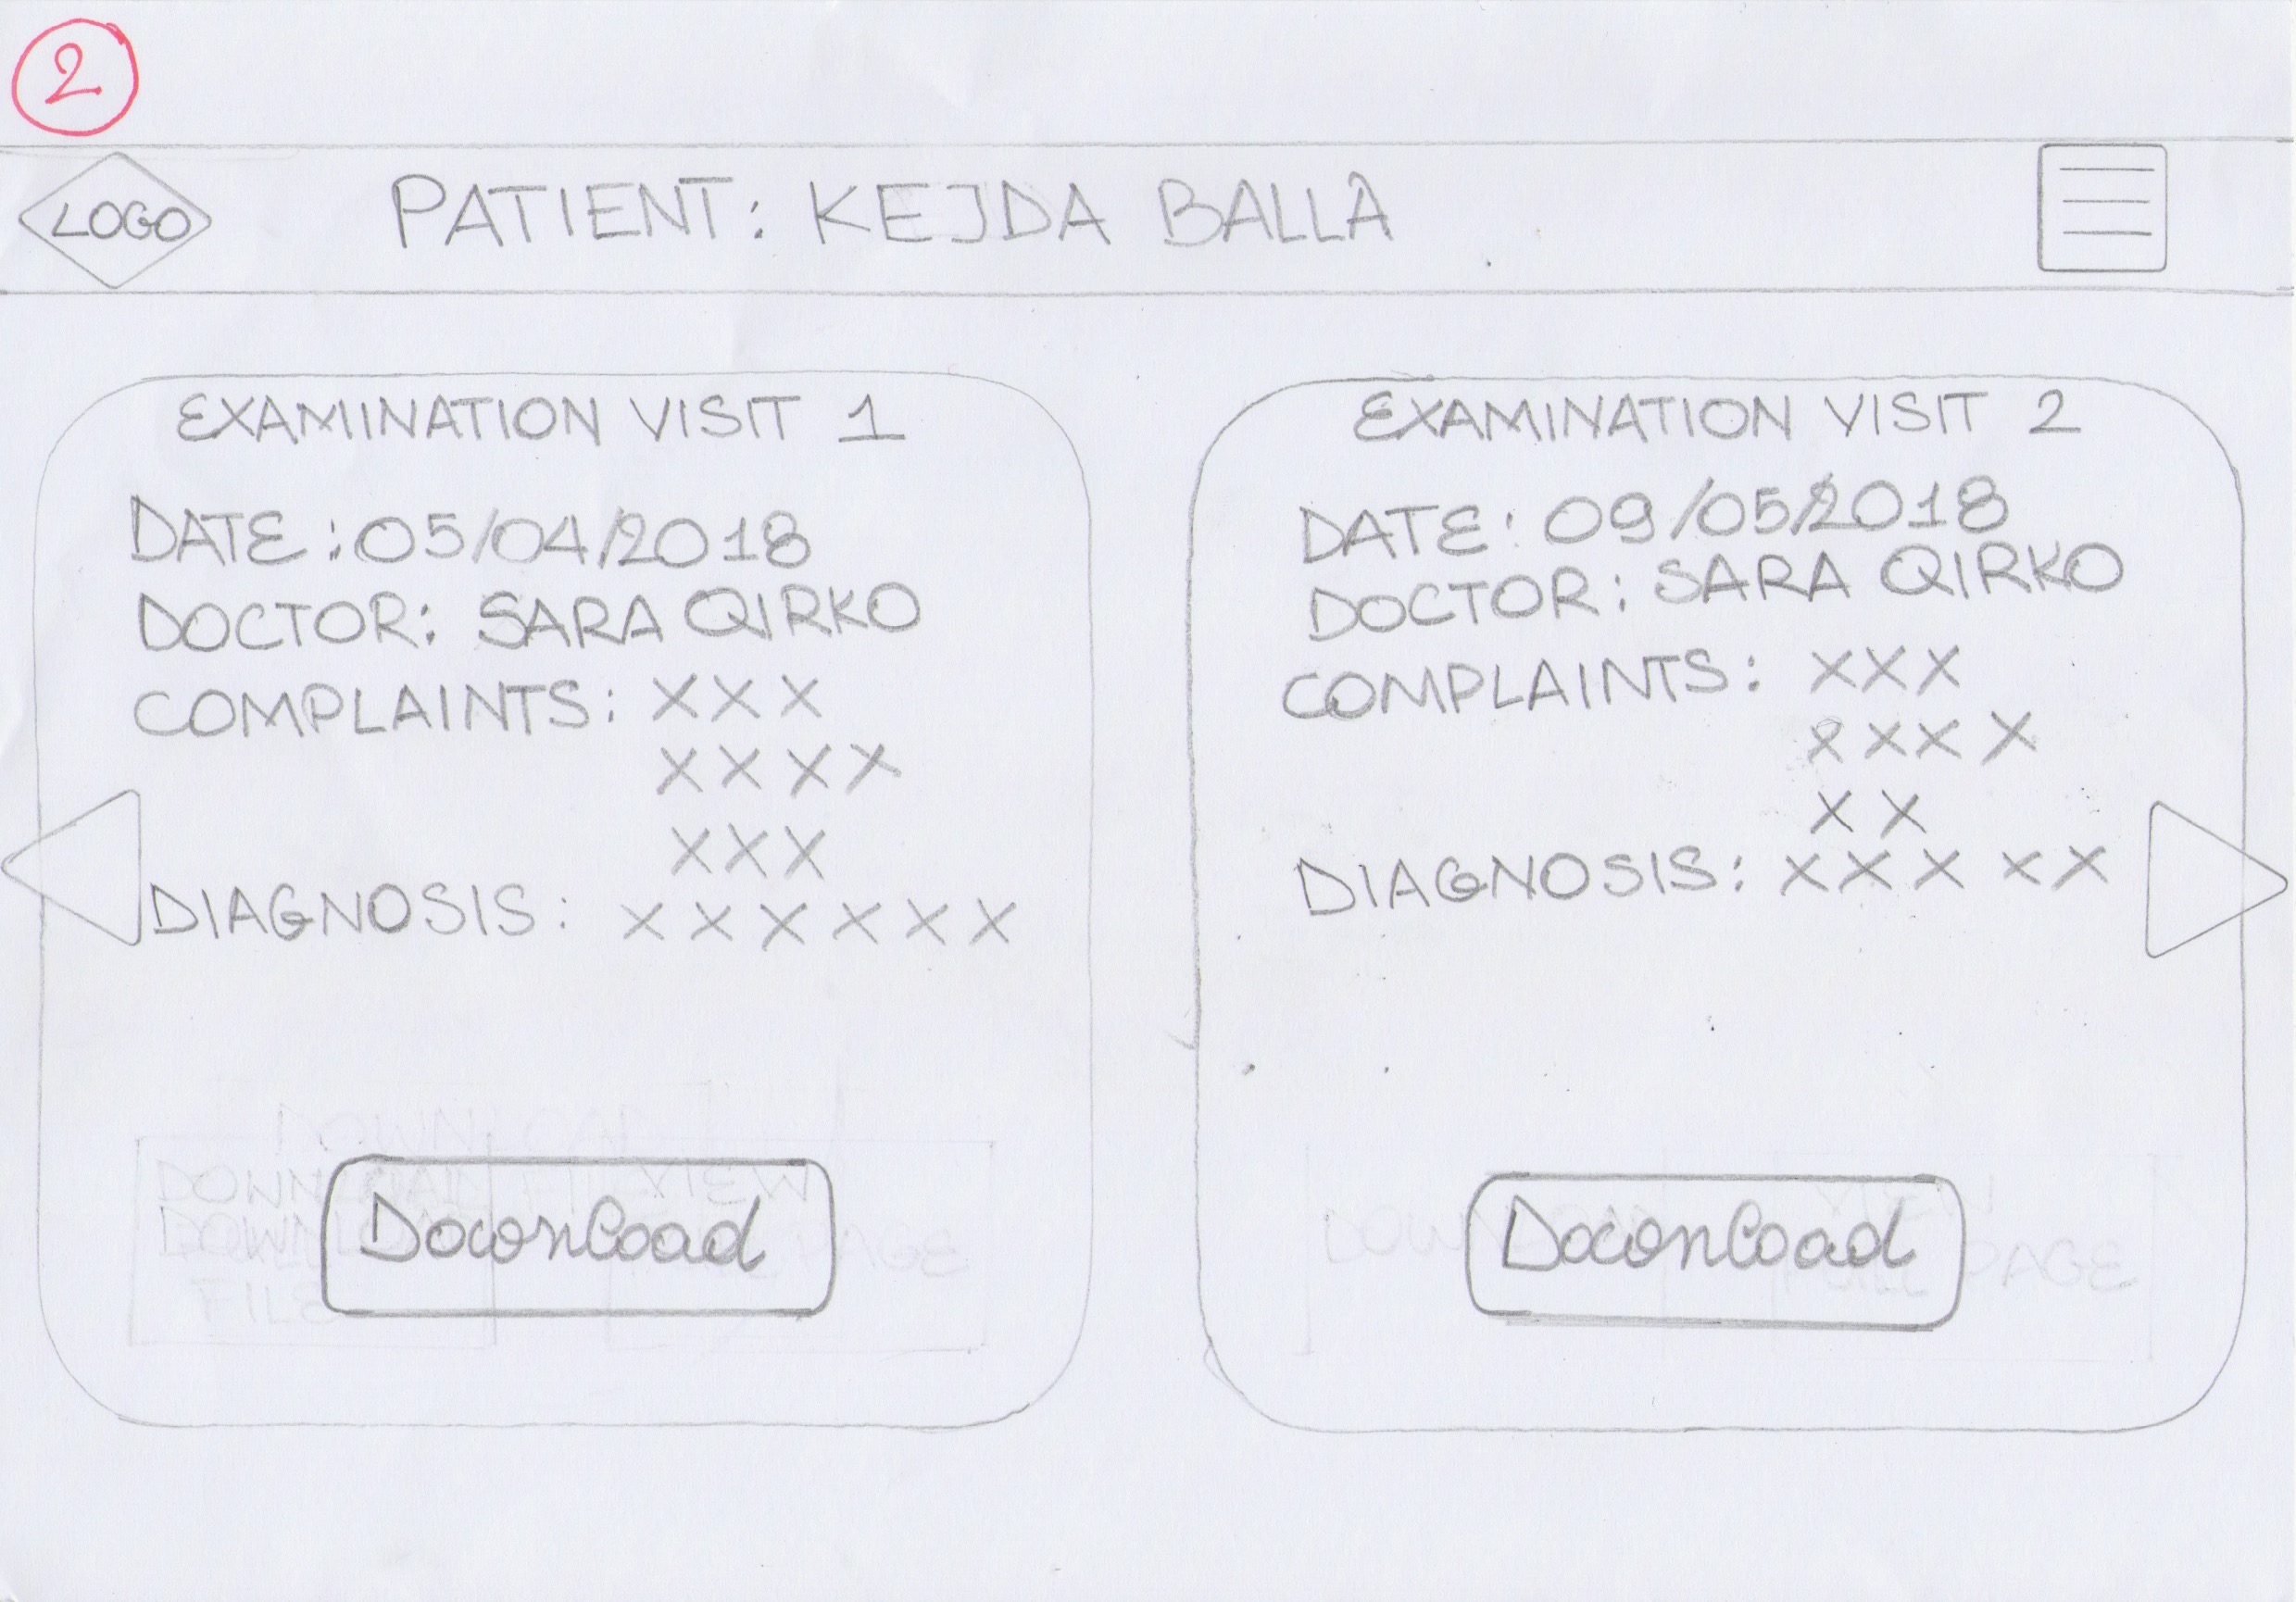 2
LOGO
PATIENT: KEJDA BALLA
EXAMINATION VISIT 1
DATE: 05/04/2018
DOCTOR: SARA QIRKO
COMPLAINTS: XXX
XXXX
XXX
DIAGNOSIS: XXXXXX
Download
EXAMINATION VISIT 2
DATE: 09/05/2018
DOCTOR: SARA QIRKO
COMPLAINTS: XXX
XXXX
XX
DIAGNOSIS: XXXXX
Download